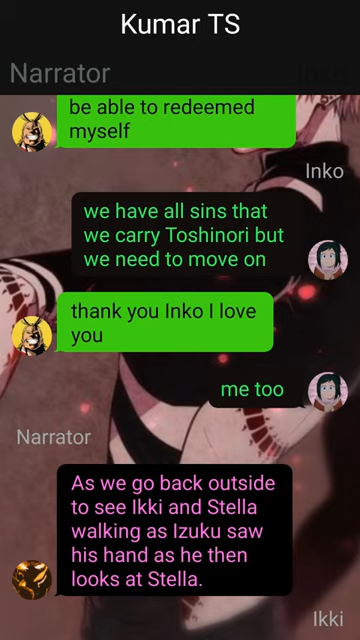 Kumar TS
Narrator
be able to redeemed
myself
Inko
we have all sins that
we carry Toshinori but
we need to move on
thank you Inko I love
you
me too
Narrator
As we go back outside
to see Ikki and Stella
walking as Izuku saw
his hand as he then
looks at Stella.
Ikki